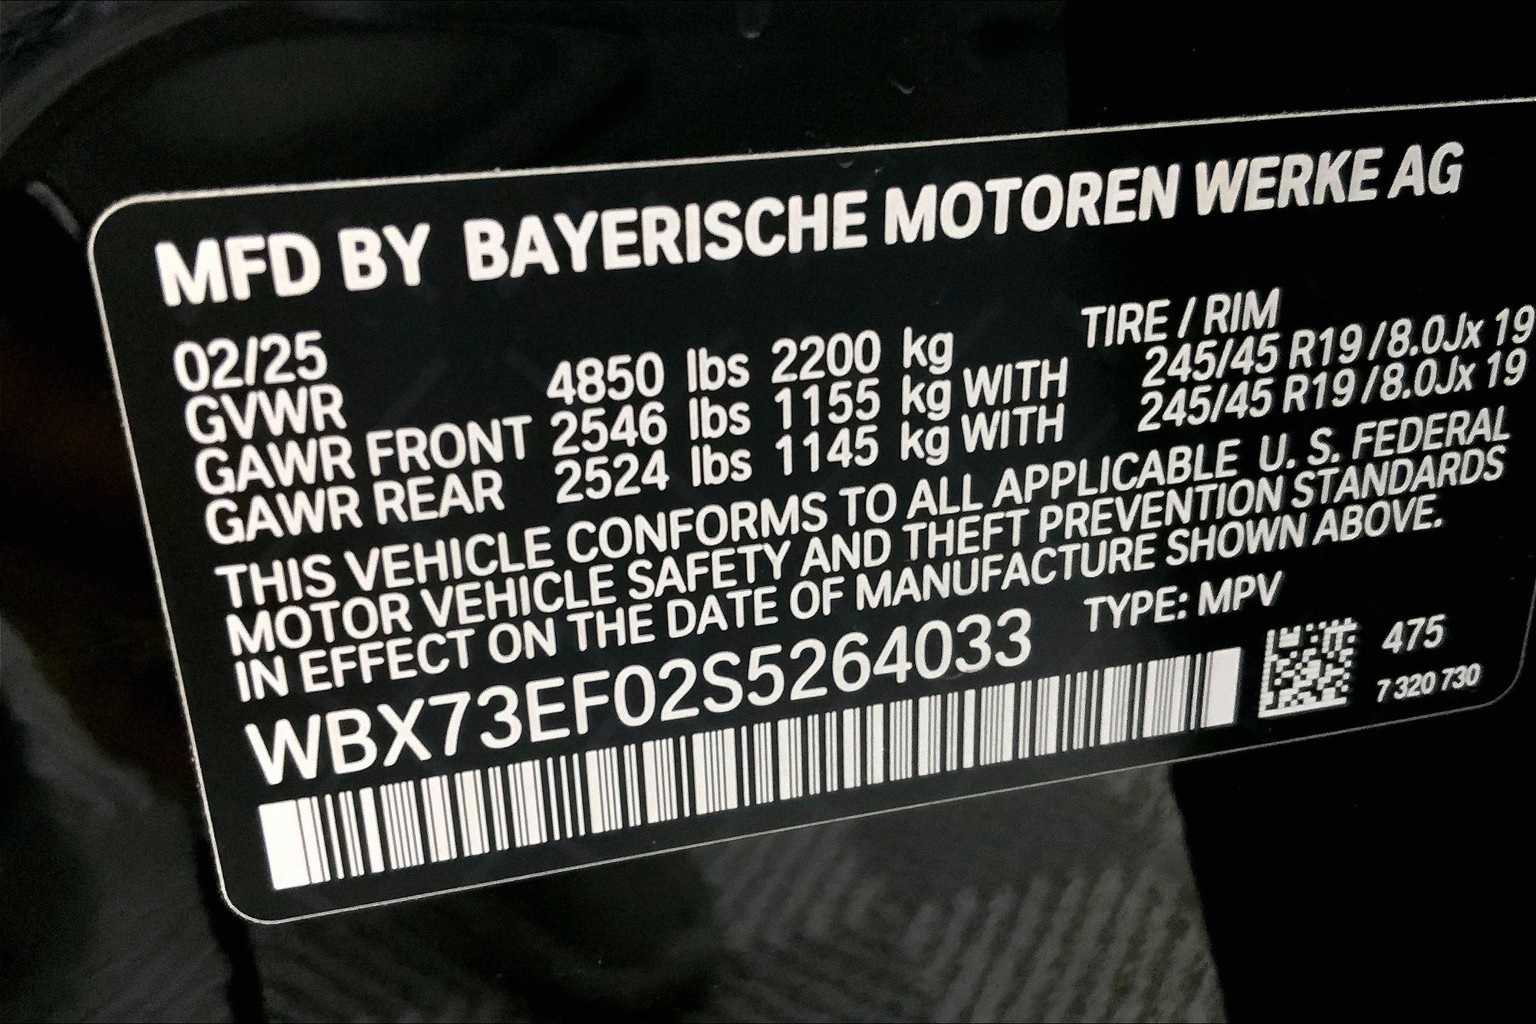 MFD BY BAYERISCHE MOTOREN WERKE AG
02/25 TIRE / RIM
GVWR 4850 lbs 2200 kg
GAWR FRONT 2546 lbs 1155 kg WITH 245/45 R19 / 8.0Jx 19
GAWR REAR 2524 lbs 1145 kg WITH 245/45 R19 / 8.0Jx 19
THIS VEHICLE CONFORMS TO ALL APPLICABLE U. S. FEDERAL
MOTOR VEHICLE SAFETY AND THEFT PREVENTION STANDARDS
IN EFFECT ON THE DATE OF MANUFACTURE SHOWN ABOVE.
WBX73EF02S5264033 TYPE: MPV
475
7 320 730